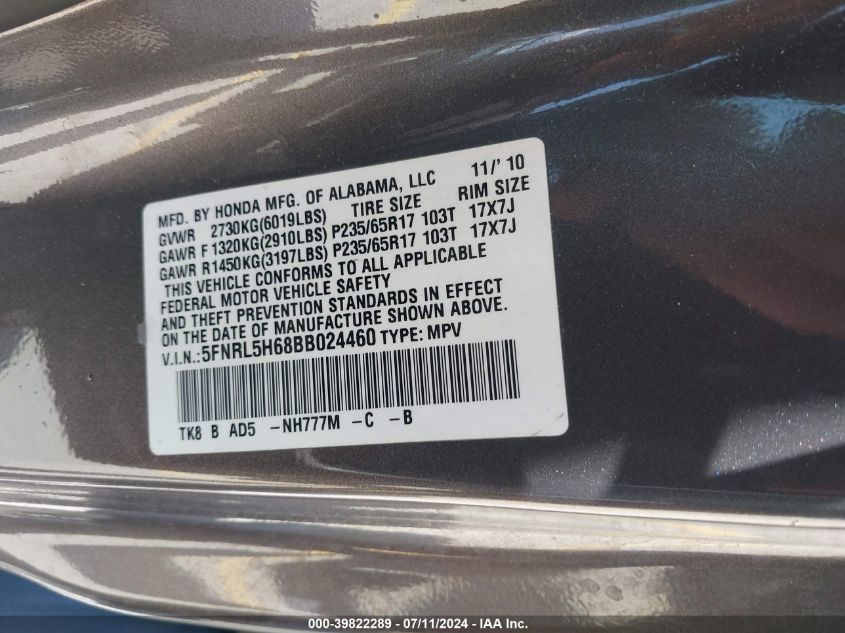 MFD. BY HONDA MFG. OF ALABAMA, LLC 11/' 10
GVWR 2730KG(6019LBS) TIRE SIZE RIM SIZE
GAWR F 1320KG(2910LBS) P235/65R17 103T 17X7J
GAWR R1450KG(3197LBS) P235/65R17 103T 17X7J
THIS VEHICLE CONFORMS TO ALL APPLICABLE
FEDERAL MOTOR VEHICLE SAFETY
AND THEFT PREVENTION STANDARDS IN EFFECT
ON THE DATE OF MANUFACTURE SHOWN ABOVE.
V.I.N.: 5FNRL5H68BB024460 TYPE: MPV
TK8 B AD5 -NH777M -C -B
000-39822289 - 07/11/2024 - IAA Inc.